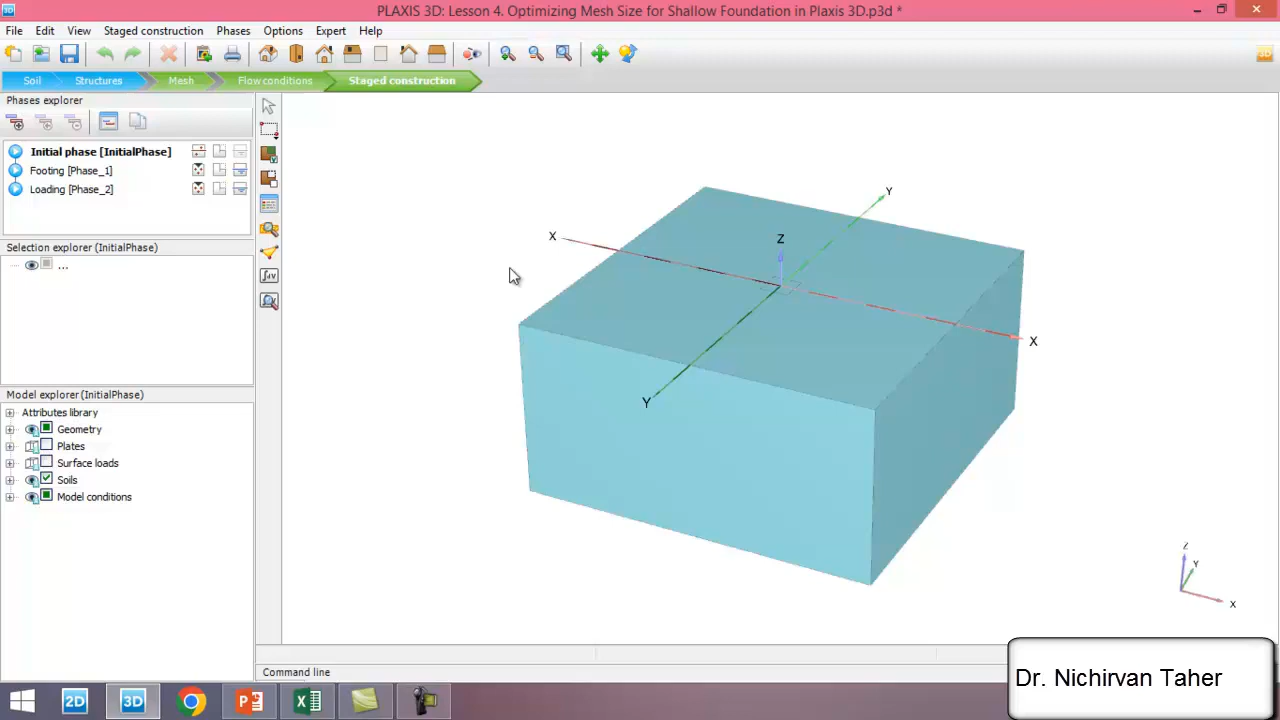 PLAXIS 3D: Lesson 4. Optimizing Mesh Size for Shallow Foundation in Plaxis 3D.p3d *
File Edit View Staged construction Phases Options Expert Help
Soil Structures Mesh Flow conditions Staged construction
Phases explorer
Initial phase [InitialPhase]
Footing [Phase_1]
Loading [Phase_2]
Selection explorer (InitialPhase)
...
Model explorer (InitialPhase)
Attributes library
Geometry
Plates
Surface loads
Soils
Model conditions
Y
X
Z
X
Y
Z
Y
X
Command line
2D 3D
Dr. Nichirvan Taher